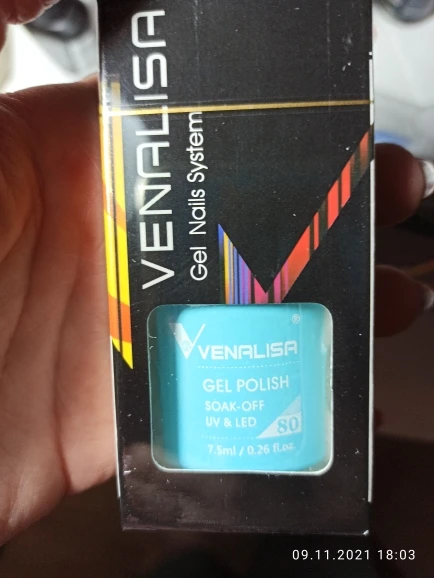 VENALISA
Gel Nails System
VENALISA®
GEL POLISH
SOAK-OFF
UV & LED
80
7.5ml / 0.26 fl.oz.
09.11.2021 18:03